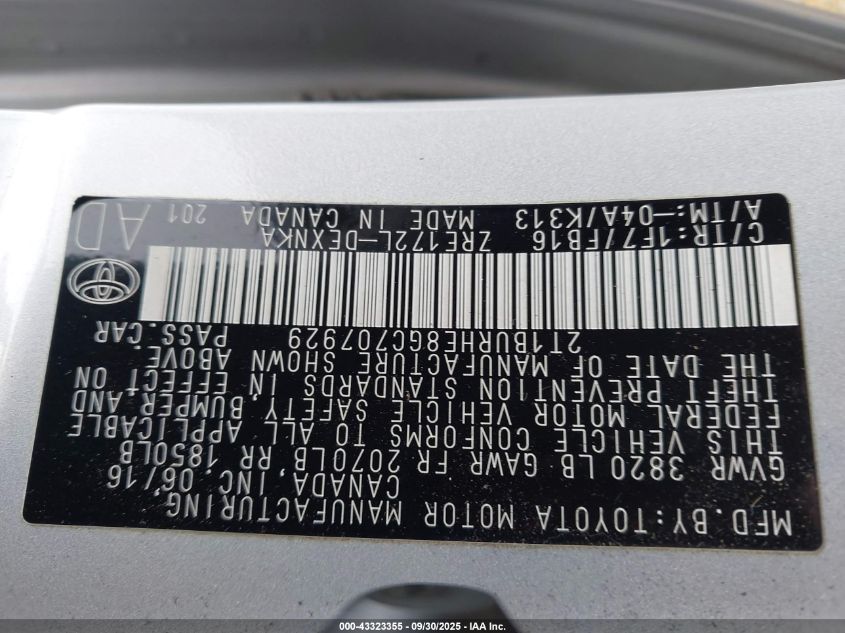 MFD. BY:TOYOTA MOTOR MANUFACTURING
CANADA, INC. 06/16
GVWR 3820 LB GAWR FR 2070LB, RR 1850LB
THIS VEHICLE CONFORMS TO ALL APPLICABLE
FEDERAL MOTOR VEHICLE SAFETY BUMPER AND
THEFT PREVENTION STANDARDS IN EFFECT ON
THE DATE OF MANUFACTURE SHOWN ABOVE
2T1BURHE8GC707929 PASS.CAR
C/TR:1F7/FB16 ZRE172L-DEXNKA
A/TM:-04A/K313 MADE IN CANADA 201
AD
000-43323355 - 09/30/2025 - IAA Inc.